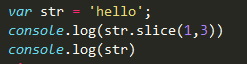 var str = 'hello';
console.log(str.slice(1,3))
console.log(str)